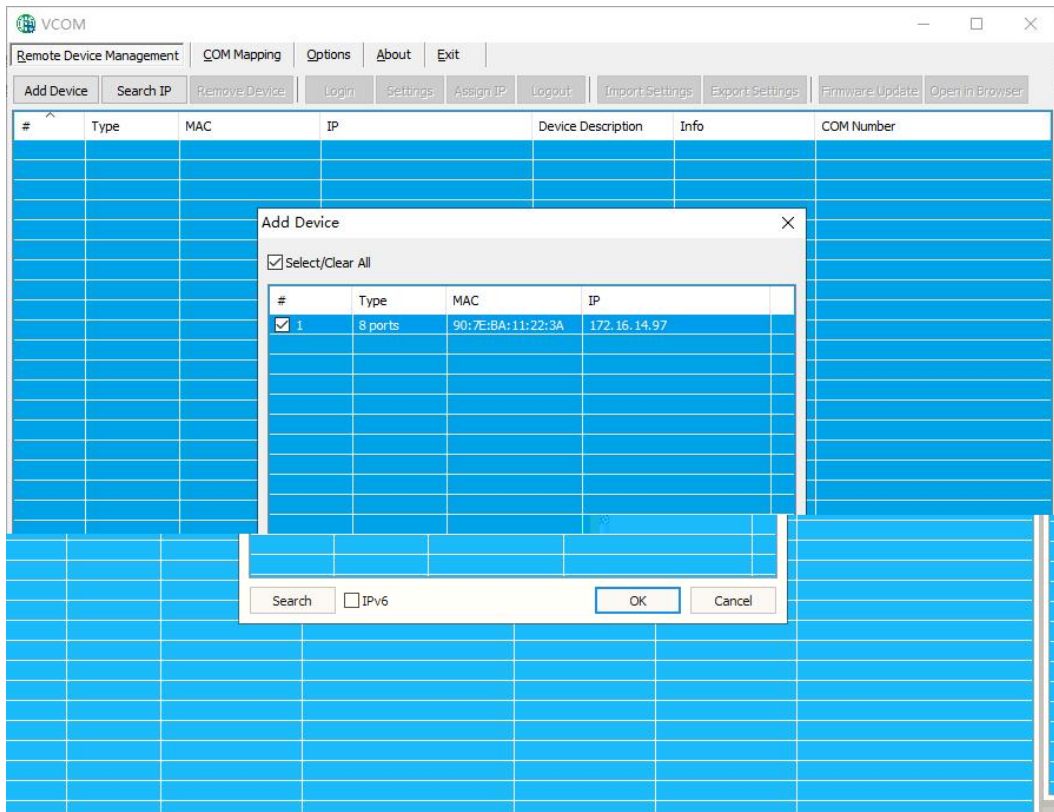 VCOM
Remote Device Management COM Mapping Options About Exit
Add Device Search IP Remove Device Login Settings Assign IP Logout Import Settings Export Settings Firmware Update Open in Browser
# Type MAC IP Device Description Info COM Number
Add Device
Select/Clear All
# Type MAC IP
1 8 ports 90:7E:BA:11:22:3A 172.16.14.97
Search IPv6 OK Cancel